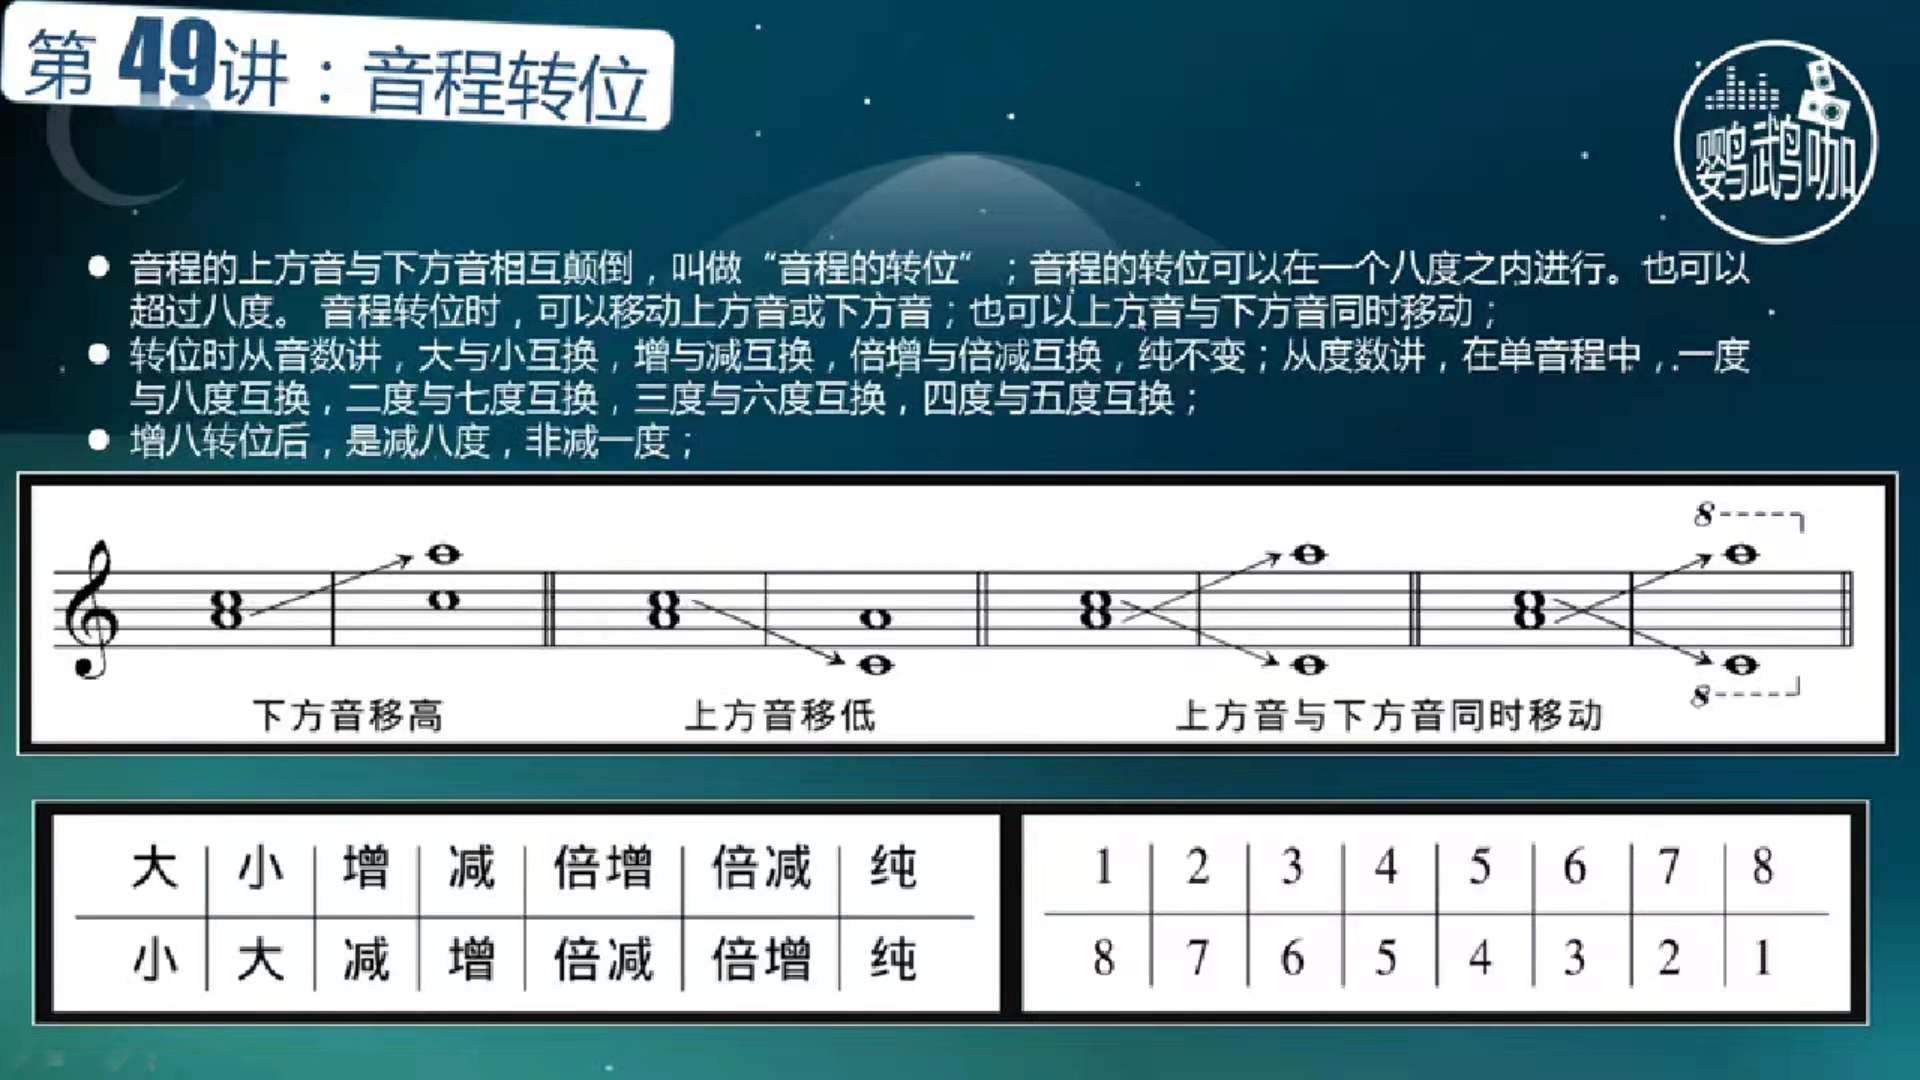 第49讲：音程转位
鹦鹉咖
● 音程的上方音与下方音相互颠倒，叫做“音程的转位”；音程的转位可以在一个八度之内进行。也可以
超过八度。 音程转位时，可以移动上方音或下方音；也可以上方音与下方音同时移动；
● 转位时从音数讲，大与小互换，增与减互换，倍增与倍减互换，纯不变；从度数讲，在单音程中，.一度
与八度互换，二度与七度互换，三度与六度互换，四度与五度互换；
● 增八转位后，是减八度，非减一度；
8
8
下方音移高 上方音移低 上方音与下方音同时移动
大 小 增 减 倍增 倍减 纯
小 大 减 增 倍减 倍增 纯
1 2 3 4 5 6 7 8
8 7 6 5 4 3 2 1